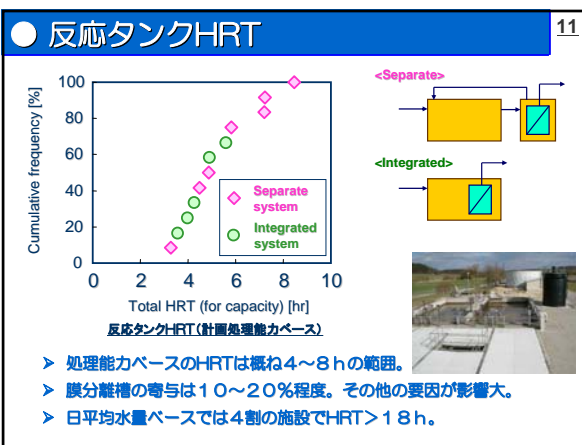 反応タンクHRT
11
100
80
60
40
20
0
0 2 4 6 8 10
Cumulative frequency [%]
Separate
system
Integrated
system
Total HRT (for capacity) [hr]
反応タンクHRT(計画処理能力ベース)
<Separate>
<Integrated>
処理能力ベースのHRTは概ね4~8hの範囲。
膜分離槽の寄与は10~20%程度。その他の要因が影響大。
日平均水量ベースでは4割の施設でHRT>18h。